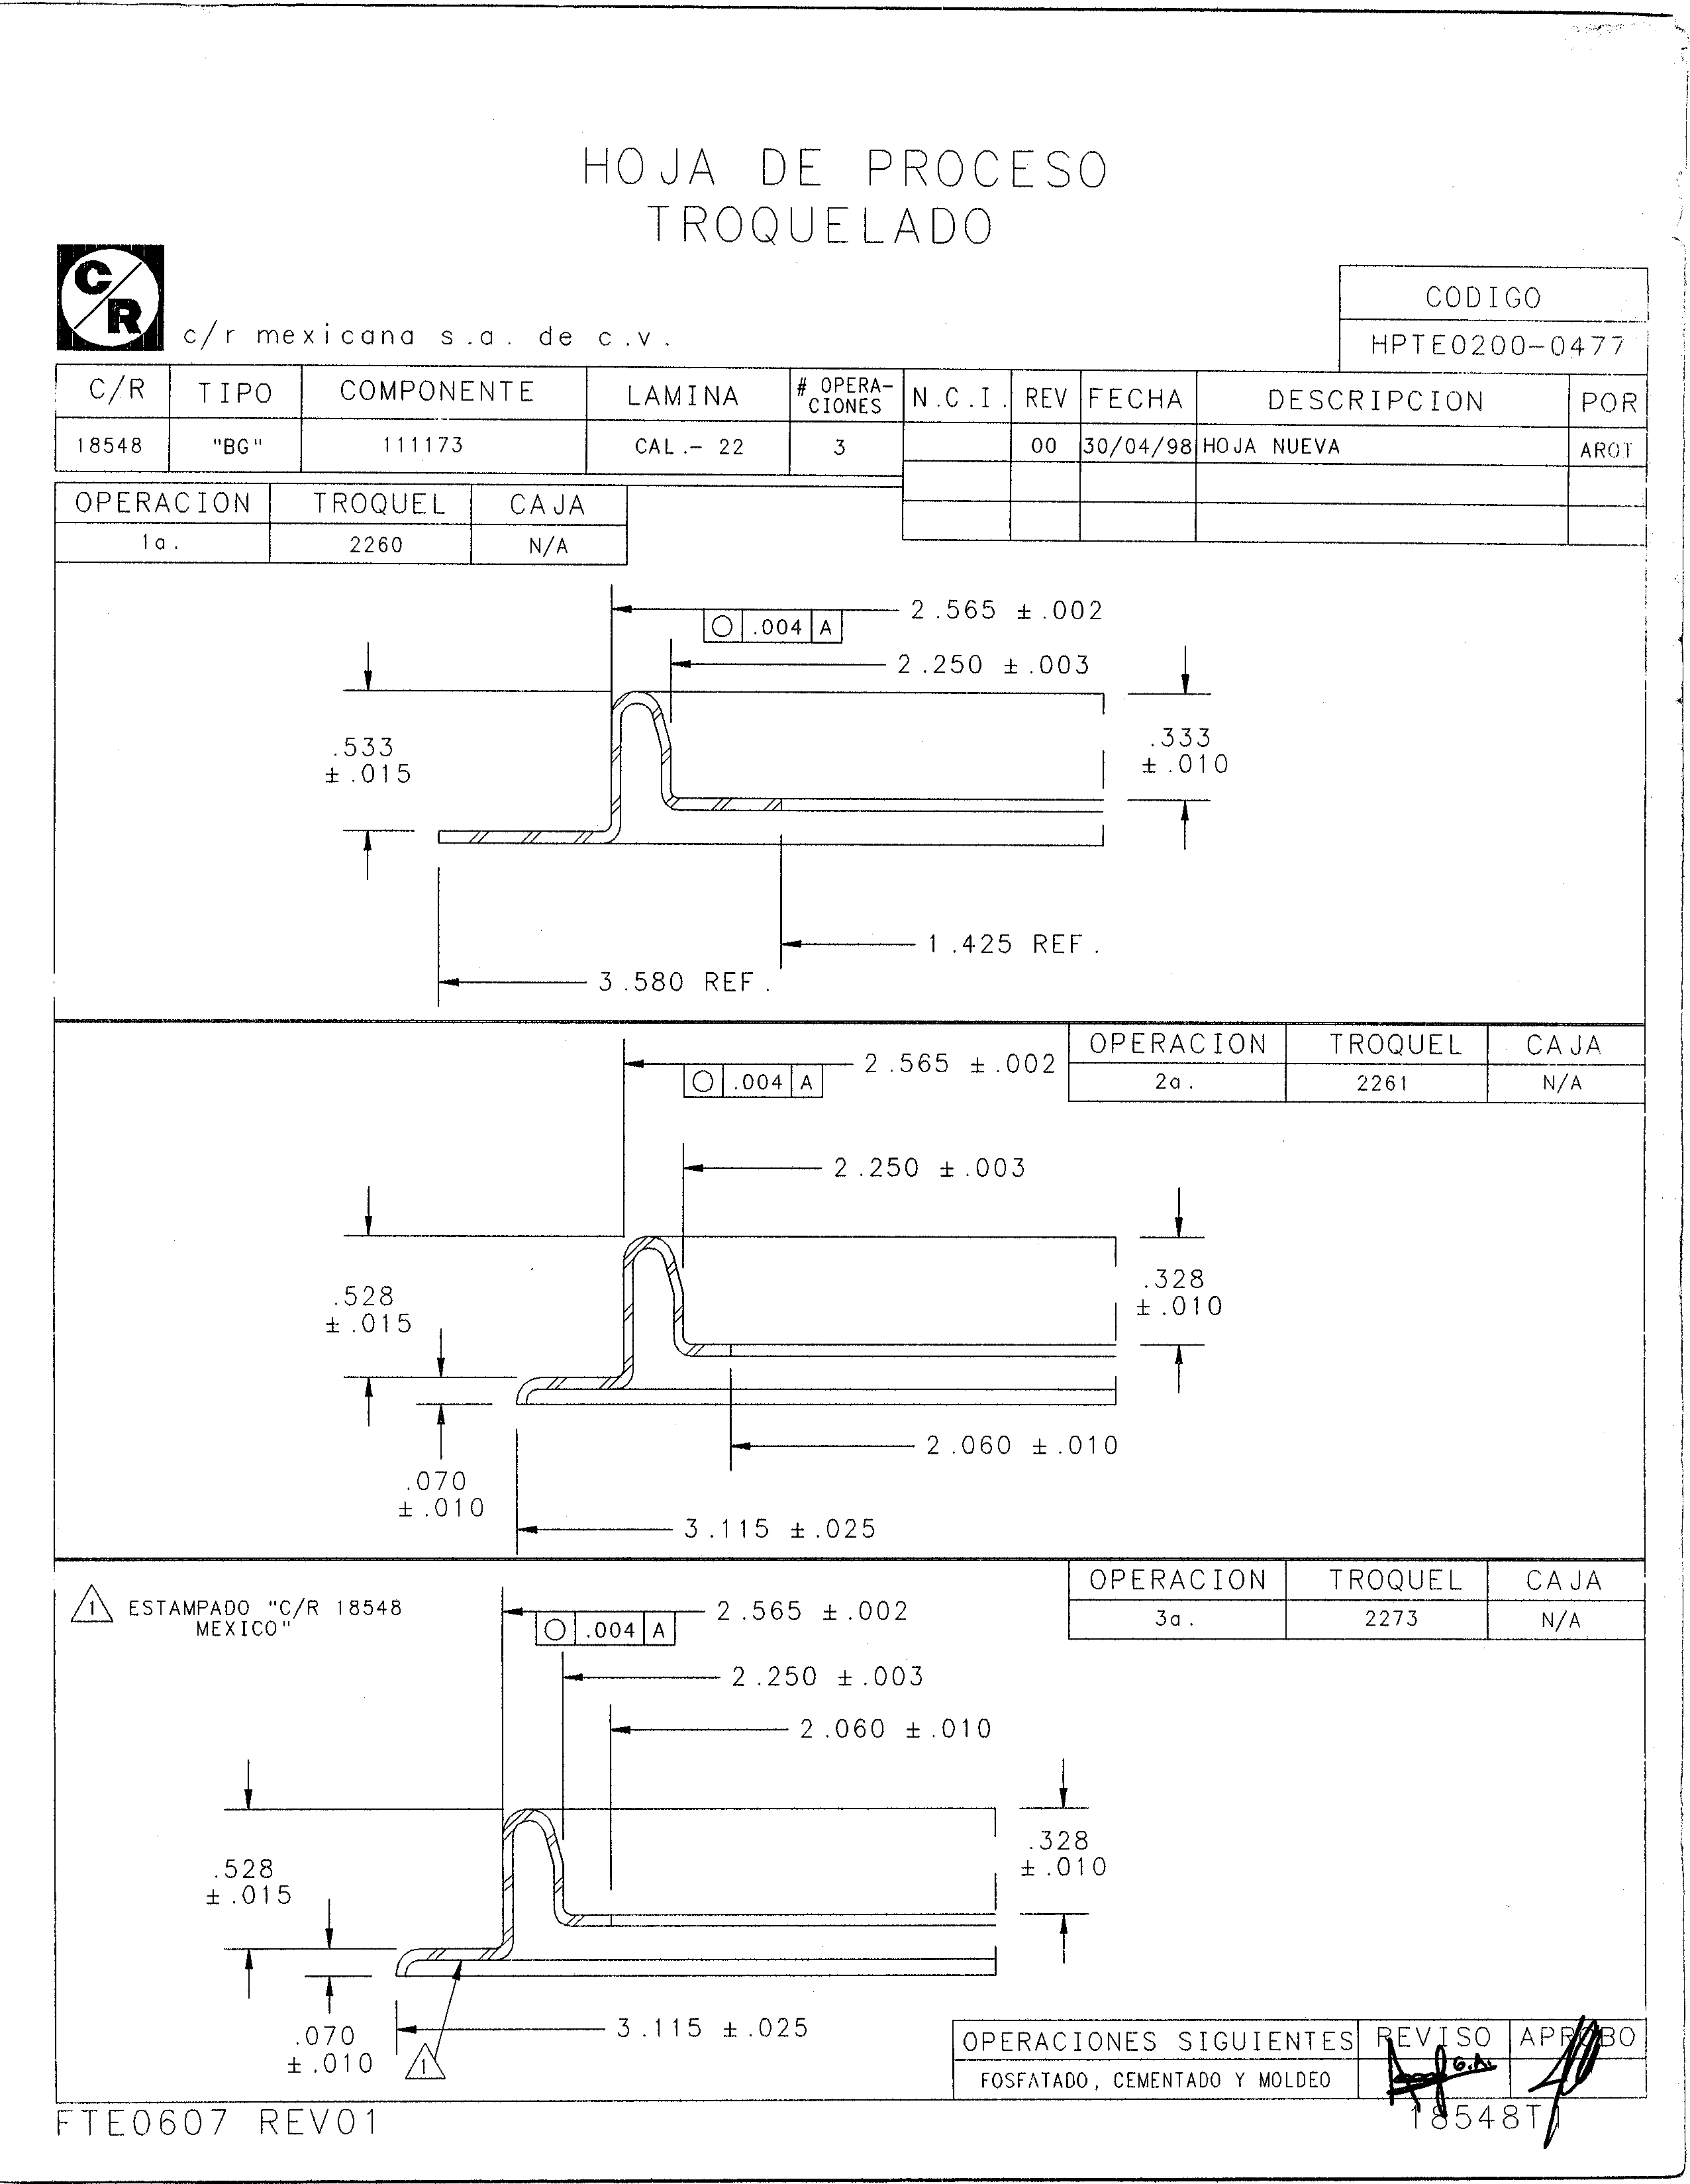 HOJA DE PROCESO
TROQUELADO
C/R
c/r mexicana s.a. de c.v.
CODIGO
HPTE0200-0477
C/R TIPO COMPONENTE LAMINA # OPERA-CIONES N.C.I. REV FECHA DESCRIPCION POR
18548 "BG" 111173 CAL.- 22 3 00 30/04/98 HOJA NUEVA AROT
OPERACION TROQUEL CAJA
1a. 2260 N/A
2.565 ±.002
○ .004 A
2.250 ±.003
.533
±.015
.333
±.010
1.425 REF.
3.580 REF.
OPERACION TROQUEL CAJA
2a. 2261 N/A
2.565 ±.002
○ .004 A
2.250 ±.003
.528
±.015
.328
±.010
2.060 ±.010
.070
±.010
3.115 ±.025
OPERACION TROQUEL CAJA
3a. 2273 N/A
1 ESTAMPADO "C/R 18548
MEXICO"
2.565 ±.002
○ .004 A
2.250 ±.003
2.060 ±.010
.528
±.015
.328
±.010
.070
±.010
3.115 ±.025
1
OPERACIONES SIGUIENTES REVISO APROBO
FOSFATADO, CEMENTADO Y MOLDEO
FTE0607 REV01
18548T1